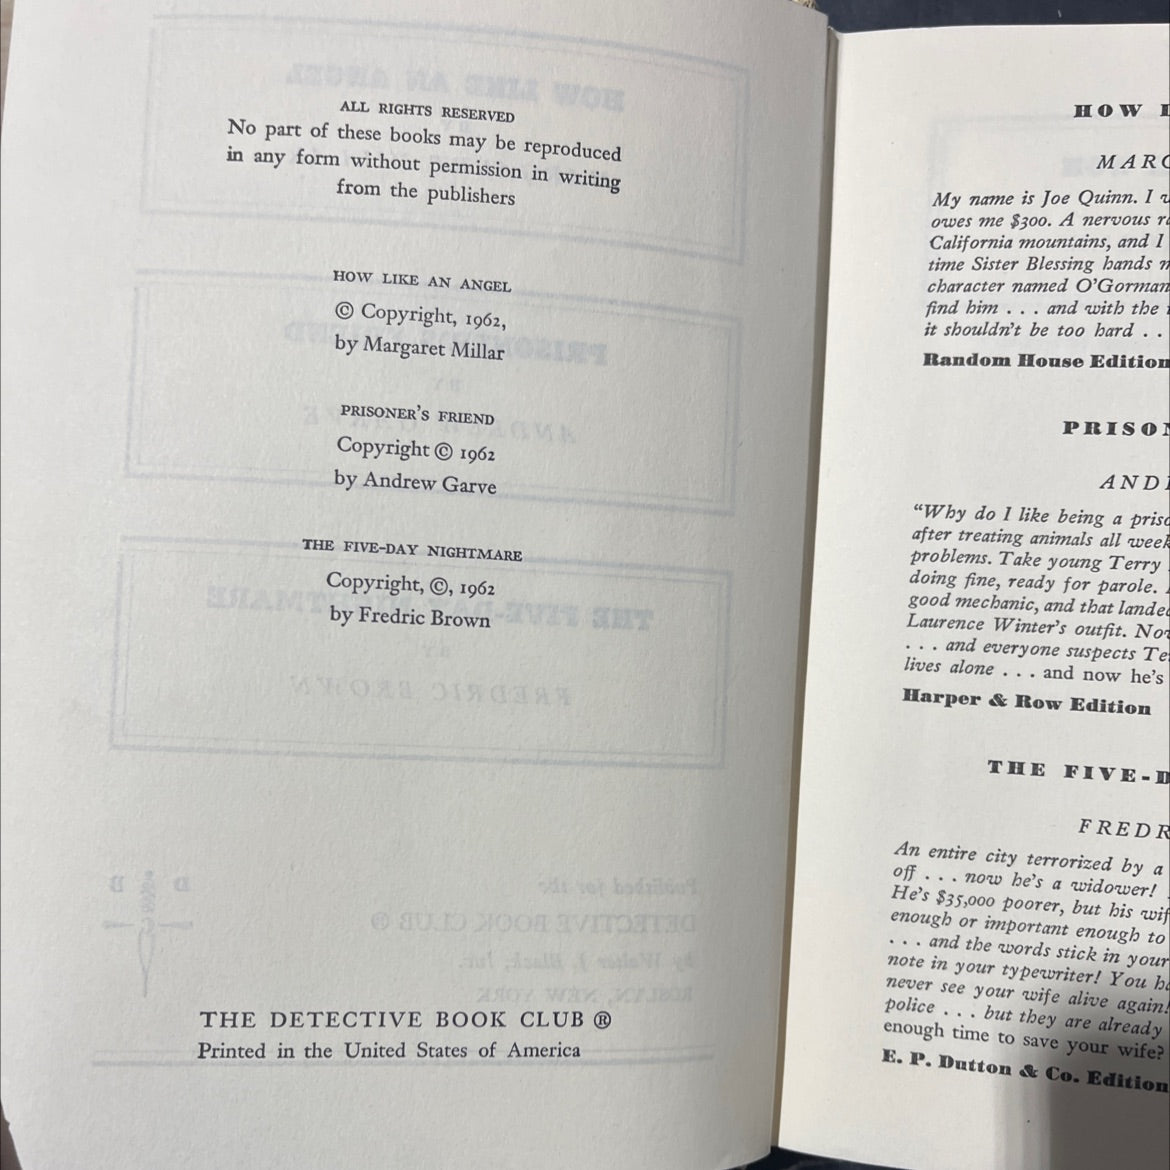 ALL RIGHTS RESERVED
No part of these books may be reproduced
in any form without permission in writing
from the publishers
HOW LIKE AN ANGEL
© Copyright, 1962,
by Margaret Millar
PRISONER'S FRIEND
Copyright © 1962
by Andrew Garve
THE FIVE-DAY NIGHTMARE
Copyright, ©, 1962
by Fredric Brown
THE DETECTIVE BOOK CLUB ®
Printed in the United States of America
HOW
MARG
My name is Joe Quinn. I
owes me $300. A nervous
California mountains, and I
time Sister Blessing hands
character named O'Gorman
find him . . . and with the
it shouldn't be too hard . .
Random House Edition
PRISON
AND
"Why do I like being a
after treating animals all week
problems. Take young Terry
doing fine, ready for parole.
good mechanic, and that landed
Laurence Winter's outfit.
. . . and everyone suspects
lives alone . . . and now he's
Harper & Row Edition
THE FIVE-D
FREDR
An entire city terrorized by a
off . . . now he's a widower!
He's $35,000 poorer, but his
enough or important enough to
. . . and the words stick in your
note in your typewriter! You
never see your wife alive again!
police . . . but they are already
enough time to save your wife?
E. P. Dutton & Co. Edition